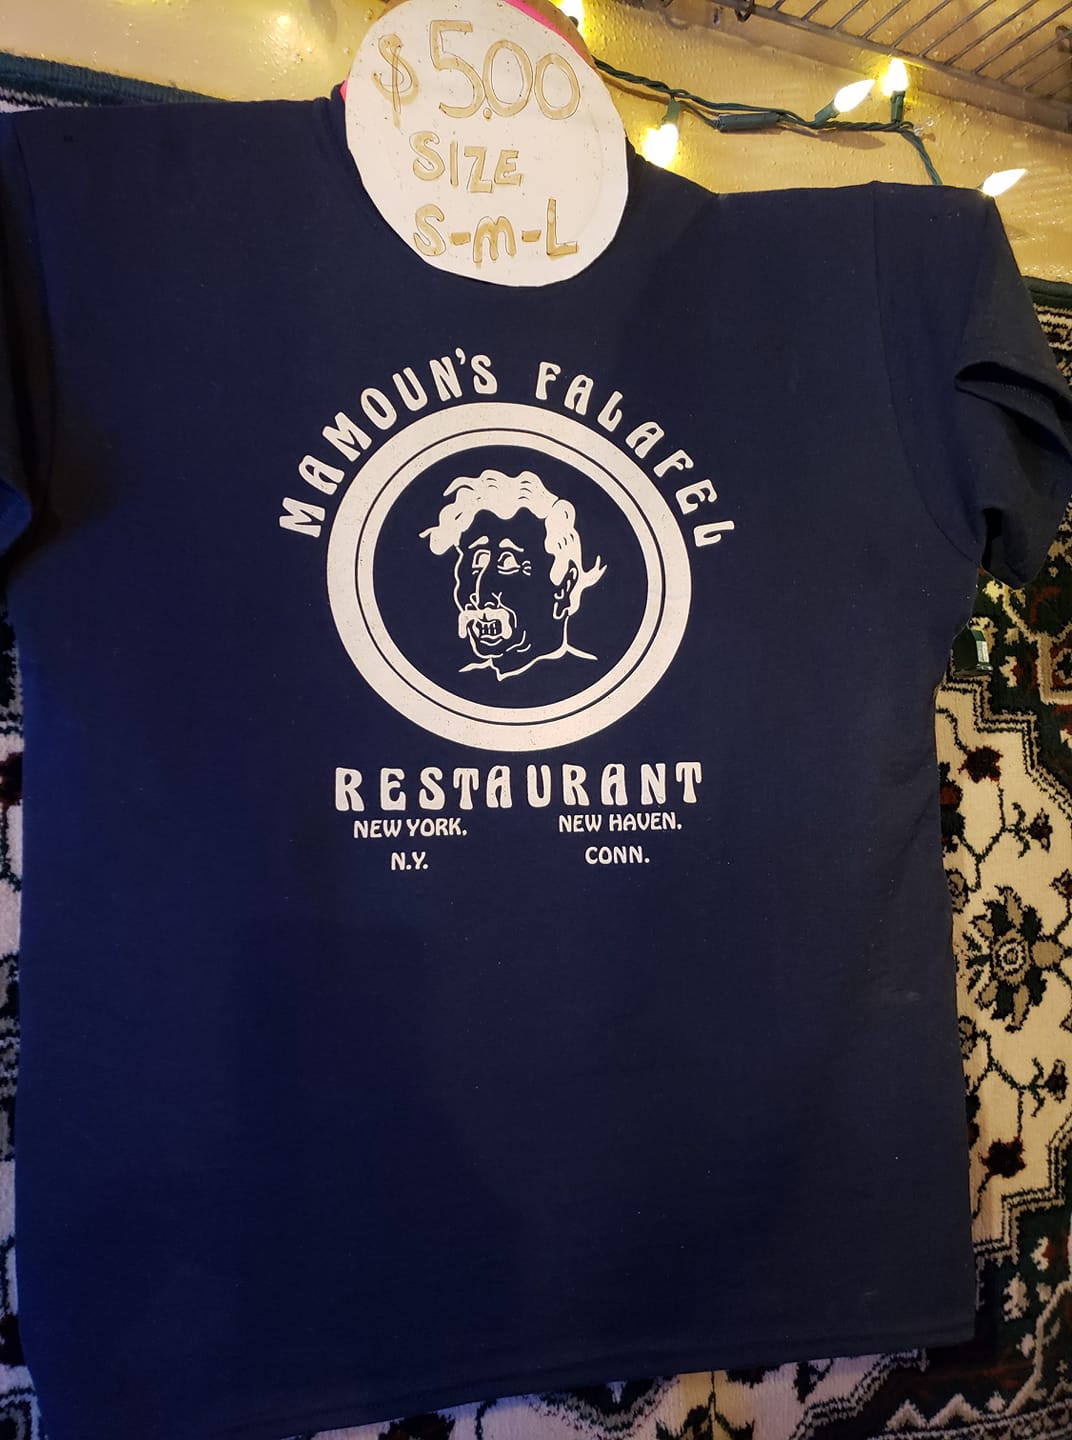 $5.00
SIZE
S-M-L
MAMOUN'S FALAFEL
RESTAURANT
NEW YORK, NEW HAVEN,
N.Y. CONN.